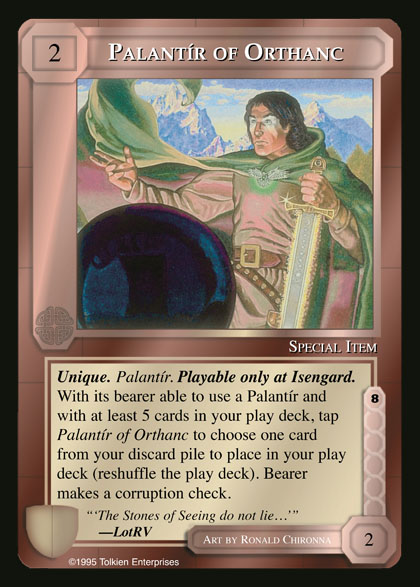 2
PALANTÍR OF ORTHANC
SPECIAL ITEM
Unique. Palantír. Playable only at Isengard.
With its bearer able to use a Palantír and
with at least 5 cards in your play deck, tap
Palantír of Orthanc to choose one card
from your discard pile to place in your play
deck (reshuffle the play deck). Bearer
makes a corruption check.
“‘The Stones of Seeing do not lie…’”
—LotRV
8
ART BY RONALD CHIRONNA
2
©1995 Tolkien Enterprises